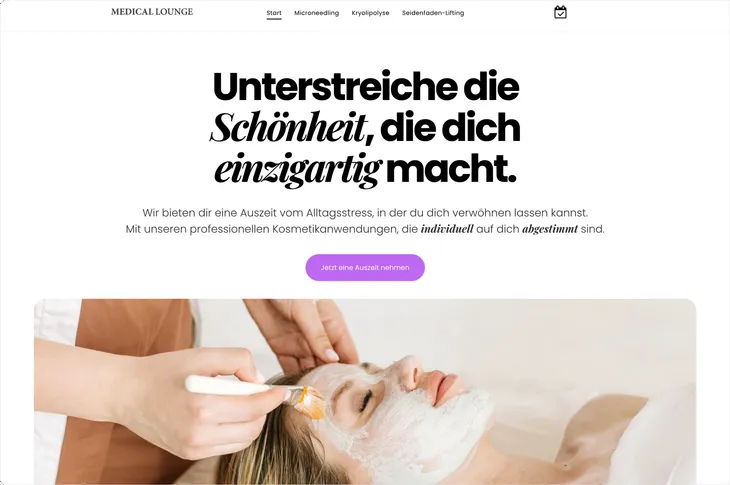 MEDICAL LOUNGE
Start Microneedling Kryolipolyse Seidenfaden-Lifting
Unterstreiche die
Schönheit, die dich
einzigartig macht.
Wir bieten dir eine Auszeit vom Alltagsstress, in der du dich verwöhnen lassen kannst.
Mit unseren professionellen Kosmetikanwendungen, die individuell auf dich abgestimmt sind.
Jetzt eine Auszeit nehmen